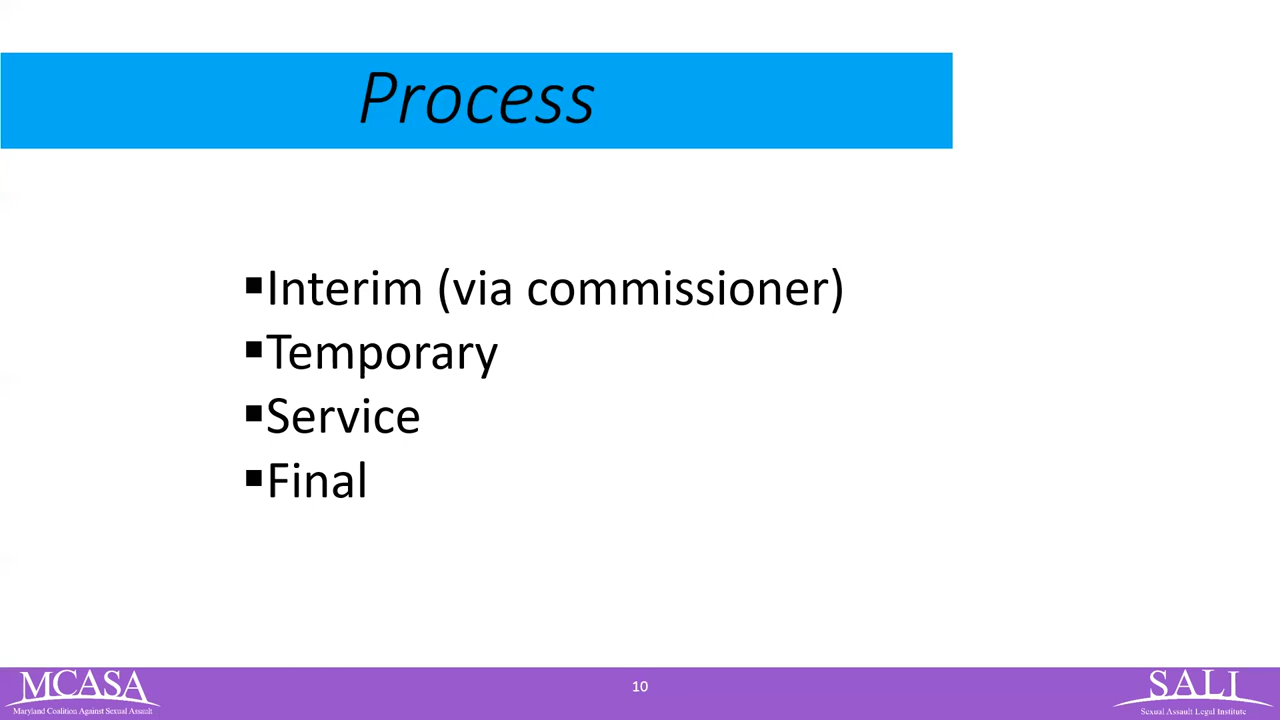 Process
▪Interim (via commissioner)
▪Temporary
▪Service
▪Final
MCASA
Maryland Coalition Against Sexual Assault
10
SALI
Sexual Assault Legal Institute